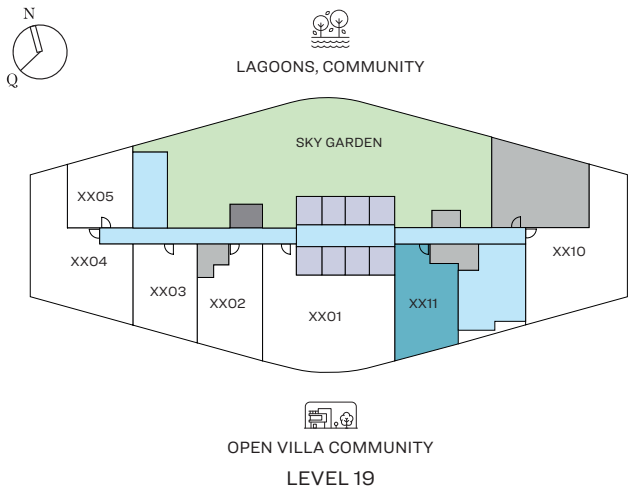 N
Q
LAGOONS, COMMUNITY
SKY GARDEN
XX05
XX04
XX03
XX02
XX01
XX11
XX10
OPEN VILLA COMMUNITY
LEVEL 19